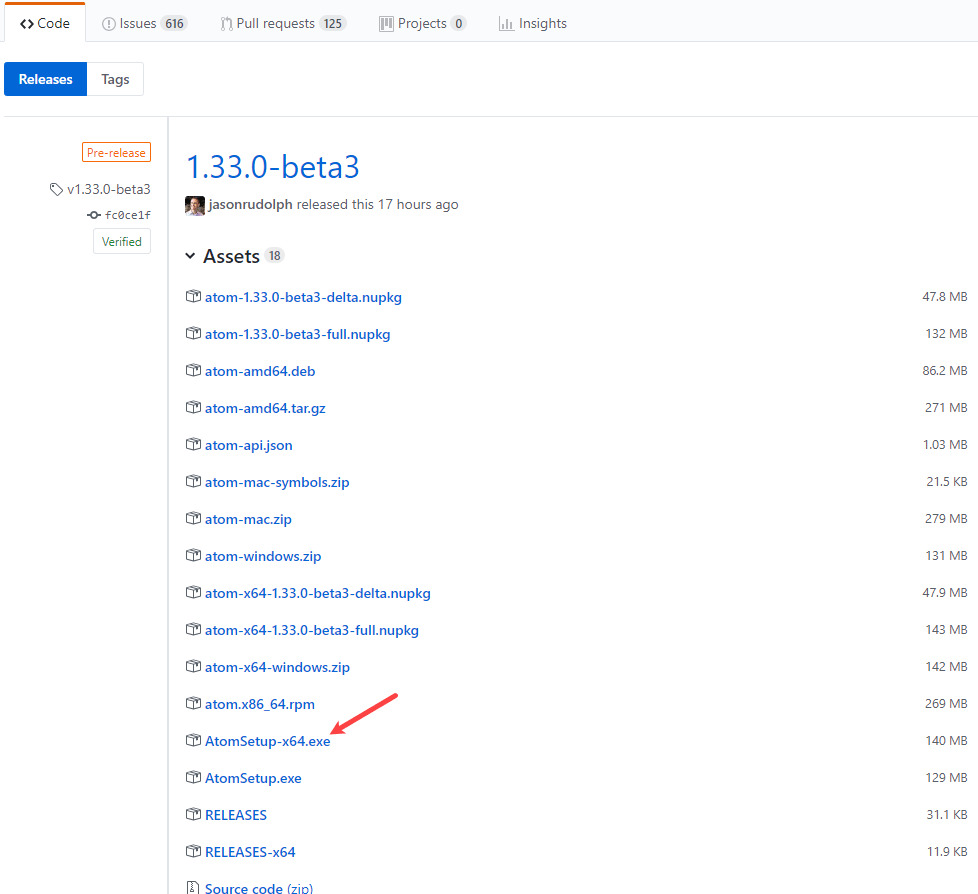 Code Issues 616 Pull requests 125 Projects 0 Insights
Releases Tags
Pre-release
v1.33.0-beta3
fc0ce1f
Verified
1.33.0-beta3
jasonrudolph released this 17 hours ago
Assets 18
atom-1.33.0-beta3-delta.nupkg 47.8 MB
atom-1.33.0-beta3-full.nupkg 132 MB
atom-amd64.deb 86.2 MB
atom-amd64.tar.gz 271 MB
atom-api.json 1.03 MB
atom-mac-symbols.zip 21.5 KB
atom-mac.zip 279 MB
atom-windows.zip 131 MB
atom-x64-1.33.0-beta3-delta.nupkg 47.9 MB
atom-x64-1.33.0-beta3-full.nupkg 143 MB
atom-x64-windows.zip 142 MB
atom.x86_64.rpm 269 MB
AtomSetup-x64.exe 140 MB
AtomSetup.exe 129 MB
RELEASES 31.1 KB
RELEASES-x64 11.9 KB
Source code (zip)